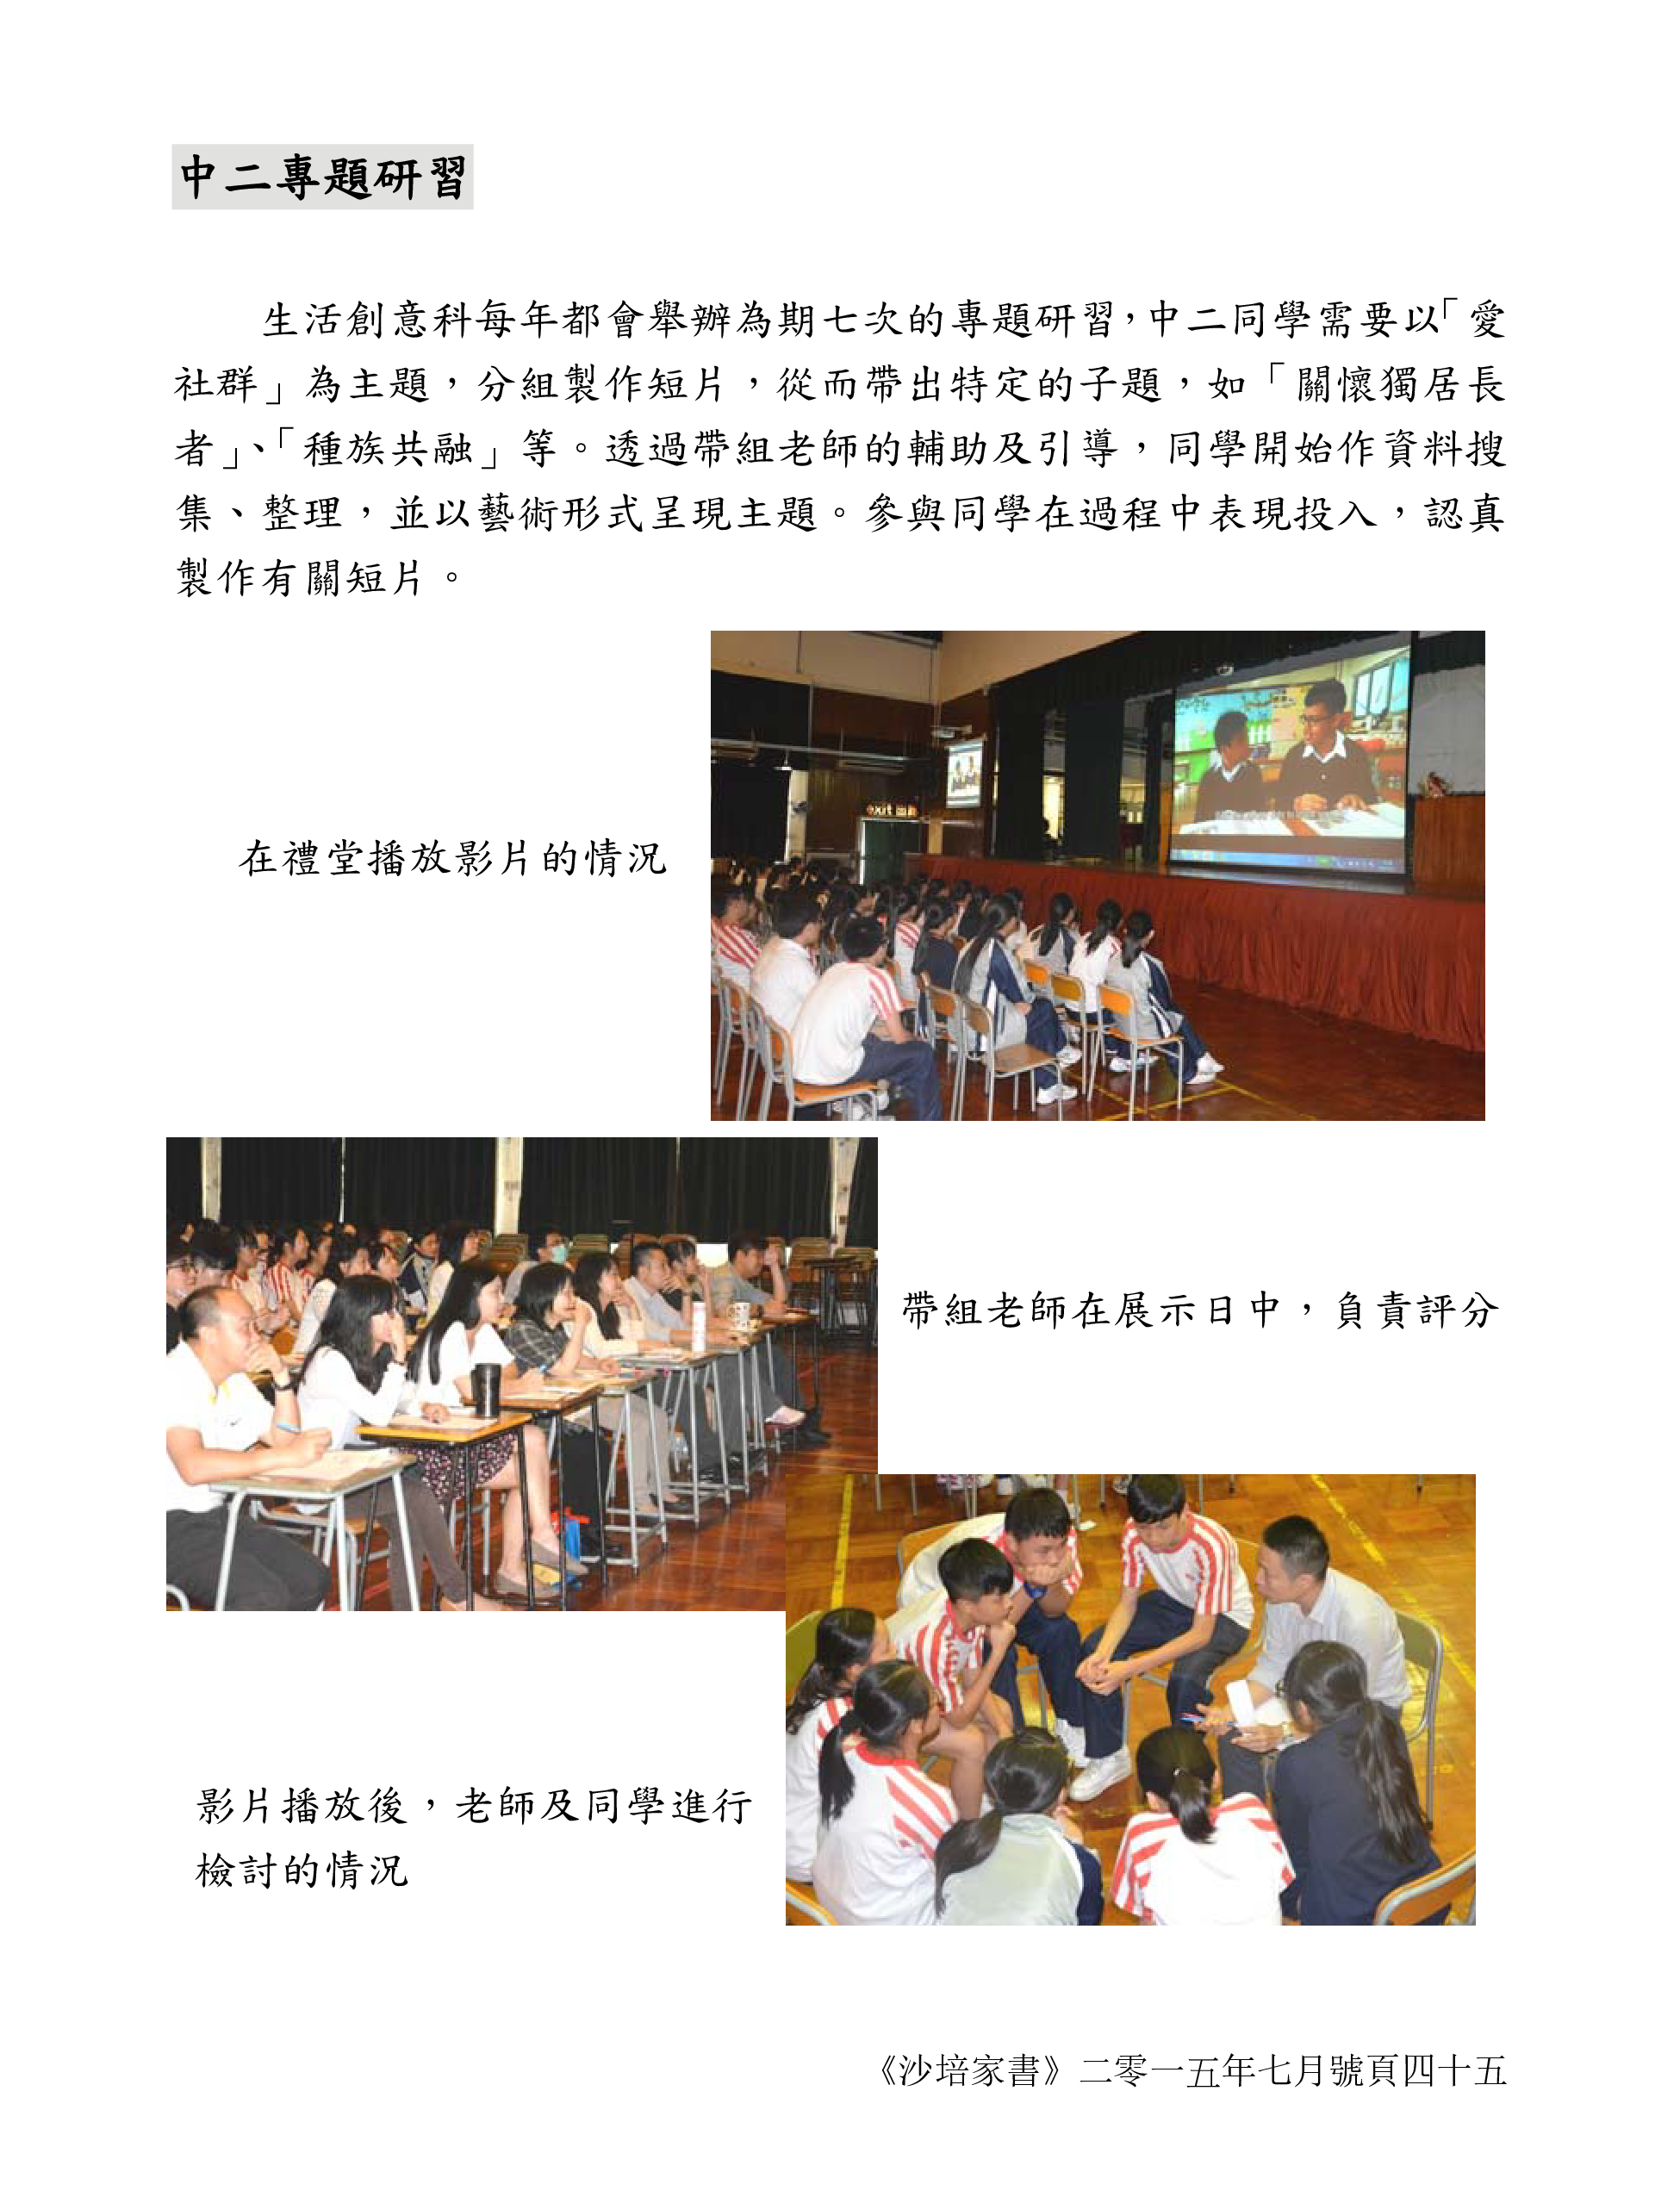 中二專題研習
生活創意科每年都會舉辦為期七次的專題研習，中二同學需要以「愛
社群」為主題，分組製作短片，從而帶出特定的子題，如「關懷獨居長
者」、「種族共融」等。透過帶組老師的輔助及引導，同學開始作資料搜
集、整理，並以藝術形式呈現主題。參與同學在過程中表現投入，認真
製作有關短片。
在禮堂播放影片的情況
帶組老師在展示日中，負責評分
影片播放後，老師及同學進行
檢討的情況
《沙培家書》二零一五年七月號頁四十五